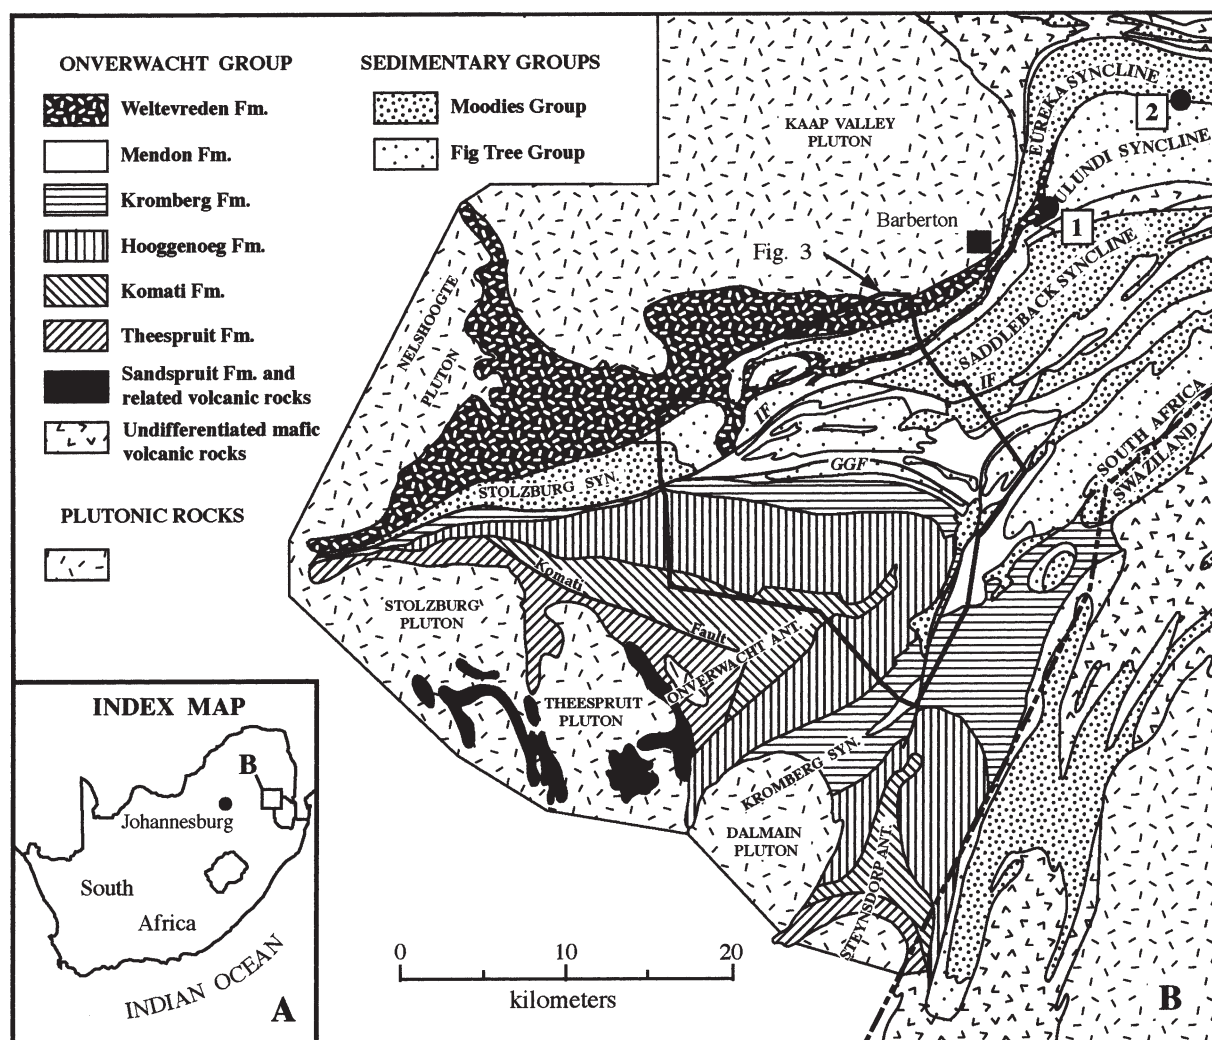 ONVERWACHT GROUP
Weltevreden Fm.
Mendon Fm.
Kromberg Fm.
Hooggenoeg Fm.
Komati Fm.
Theespruit Fm.
Sandspruit Fm. and
related volcanic rocks
Undifferentiated mafic
volcanic rocks
PLUTONIC ROCKS
SEDIMENTARY GROUPS
Moodies Group
Fig Tree Group
KAAP VALLEY
PLUTON
EUREKA SYNCLINE
2
ULUNDI SYNCLINE
1
Barberton
Fig. 3
SADDLEBACK SYNCLINE
NELSHOOGTE
PLUTON
IF
IF
SOUTH AFRICA
SWAZILAND
GGF
STOLZBURG SYN.
Komati
Fault
STOLZBURG
PLUTON
ONVERWACHT ANT.
THEESPRUIT
PLUTON
KROMBERG SYN.
DALMAIN
PLUTON
STEYNSDORP ANT.
INDEX MAP
B
Johannesburg
South
Africa
INDIAN OCEAN
A
0 10 20
kilometers
B